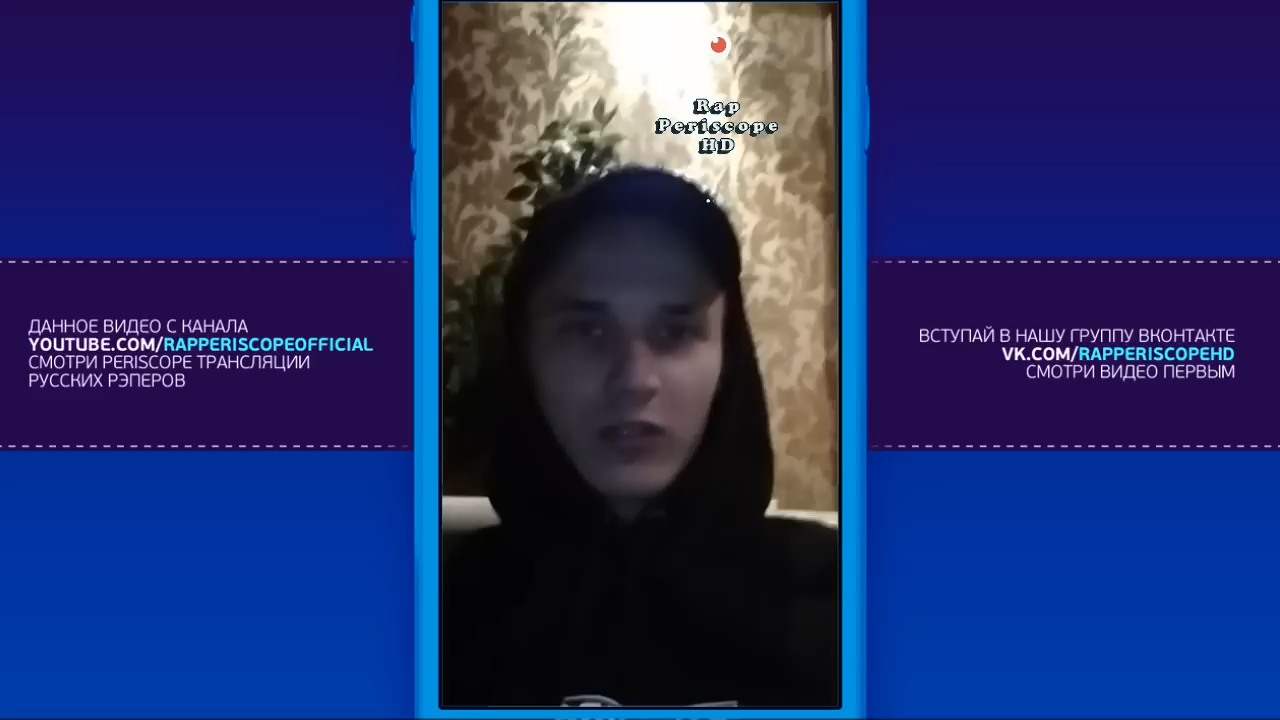 Rap
Periscope
HD
ДАННОЕ ВИДЕО С КАНАЛА
YOUTUBE.COM/RAPPERISCOPEOFFICIAL
СМОТРИ PERISCOPE ТРАНСЛЯЦИИ
РУССКИХ РЭПЕРОВ
ВСТУПАЙ В НАШУ ГРУППУ ВКОНТАКТЕ
VK.COM/RAPPERISCOPEHD
СМОТРИ ВИДЕО ПЕРВЫМ